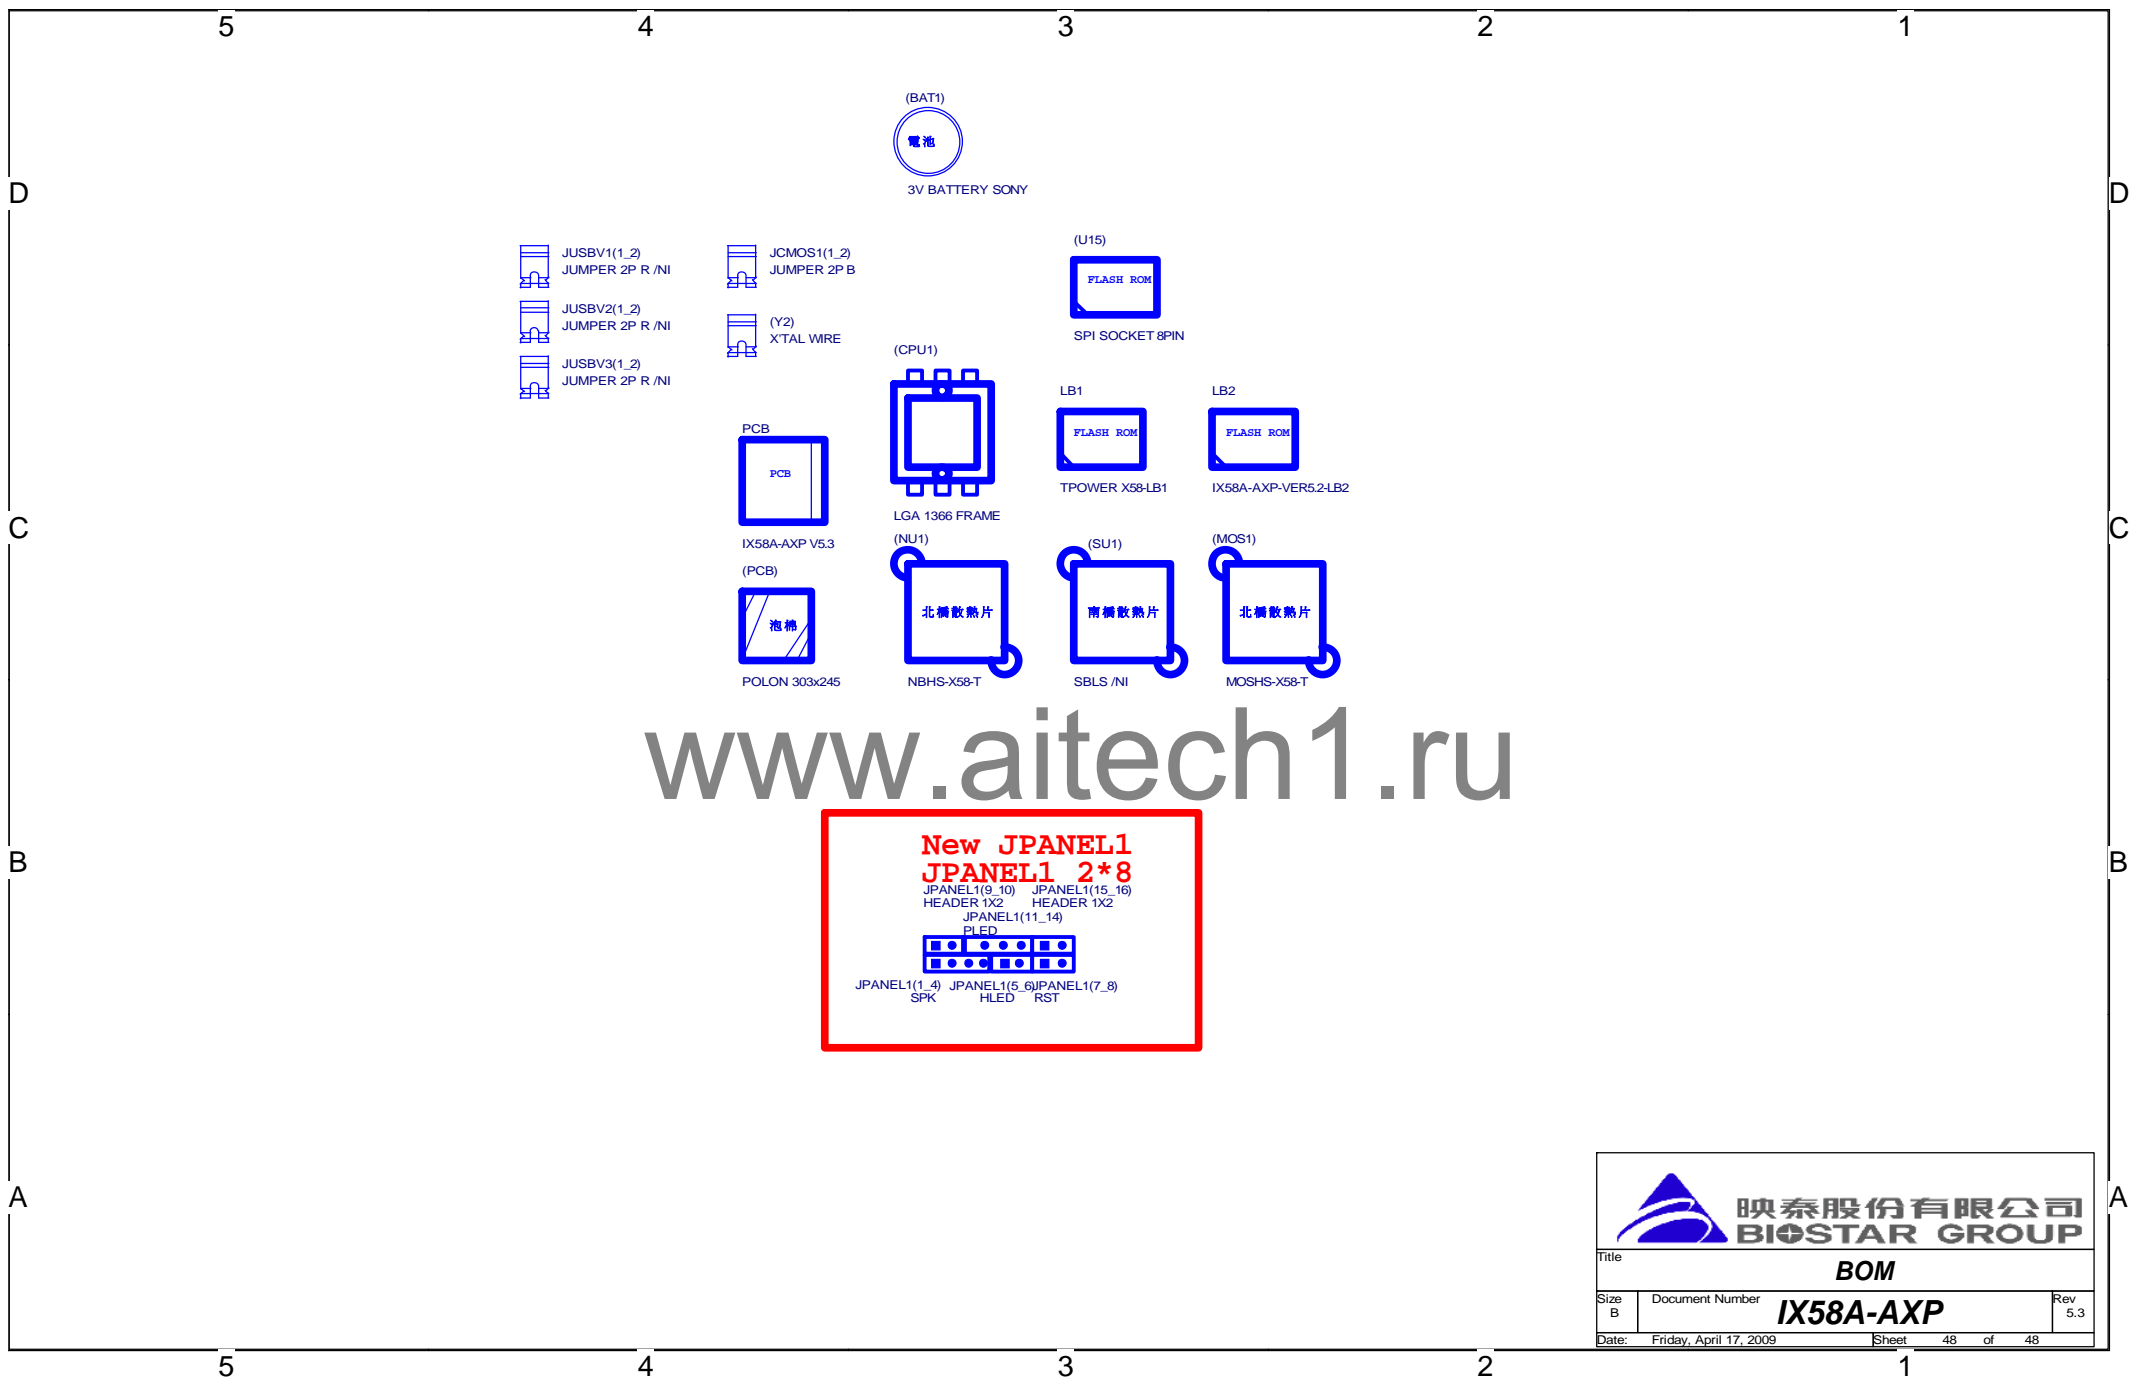 5 4 3 2 1
(BAT1)
電池
3V BATTERY SONY
D D
JUSBV1(1_2)
JUMPER 2P R /NI
JCMOS1(1_2)
JUMPER 2P B
(U15)
FLASH ROM
SPI SOCKET 8PIN
JUSBV2(1_2)
JUMPER 2P R /NI
(Y2)
X'TAL WIRE
JUSBV3(1_2)
JUMPER 2P R /NI
(CPU1)
LGA 1366 FRAME
LB1
FLASH ROM
TPOWER X58-LB1
LB2
FLASH ROM
IX58A-AXP-VER5.2-LB2
PCB
PCB
IX58A-AXP V5.3
C C
(PCB)
泡棉
POLON 303x245
(NU1)
北橋散熱片
NBHS-X58-T
(SU1)
南橋散熱片
SBLS /NI
(MOS1)
北橋散熱片
MOSHS-X58-T
www.aitech1.ru
New JPANEL1
JPANEL1 2*8
B B
JPANEL1(9_10)
HEADER 1X2
JPANEL1(15_16)
HEADER 1X2
JPANEL1(11_14)
PLED
JPANEL1(1_4)
SPK
JPANEL1(5_6)
HLED
JPANEL1(7_8)
RST
A A
映泰股份有限公司
BIOSTAR GROUP
Title
BOM
Size
B
Document Number
IX58A-AXP
Rev
5.3
Date: Friday, April 17, 2009
Sheet 48 of 48
5 4 3 2 1